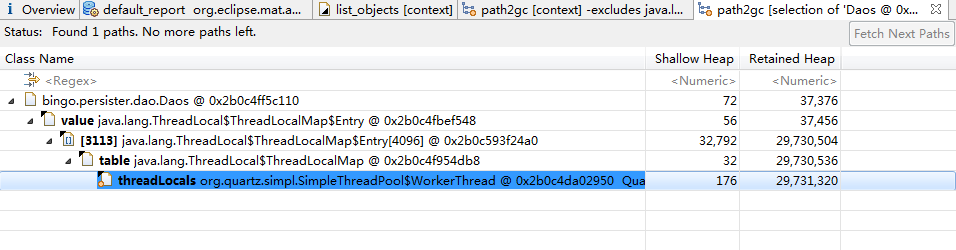 Overview default_report org.eclipse.mat.a... list_objects [context] path2gc [context] -excludes java.l... path2gc [selection of 'Daos @ 0x...
Status: Found 1 paths. No more paths left. Fetch Next Paths
Class Name Shallow Heap Retained Heap
<Regex> <Numeric> <Numeric>
bingo.persister.dao.Daos @ 0x2b0c4ff5c110 72 37,376
value java.lang.ThreadLocal$ThreadLocalMap$Entry @ 0x2b0c4fbef548 56 37,456
[3113] java.lang.ThreadLocal$ThreadLocalMap$Entry[4096] @ 0x2b0c593f24a0 32,792 29,730,504
table java.lang.ThreadLocal$ThreadLocalMap @ 0x2b0c4f954db8 32 29,730,536
threadLocals org.quartz.simpl.SimpleThreadPool$WorkerThread @ 0x2b0c4da02950 Qua 176 29,731,320